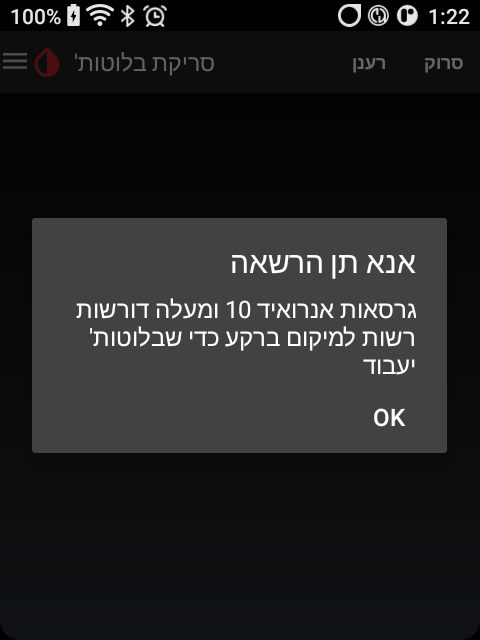 100% 1:22
סריקת בלוטות' רענן סרוק
אנא תן הרשאה
גרסאות אנרואיד 10 ומעלה דורשות
רשות למיקום ברקע כדי שבלוטות'
יעבוד
OK